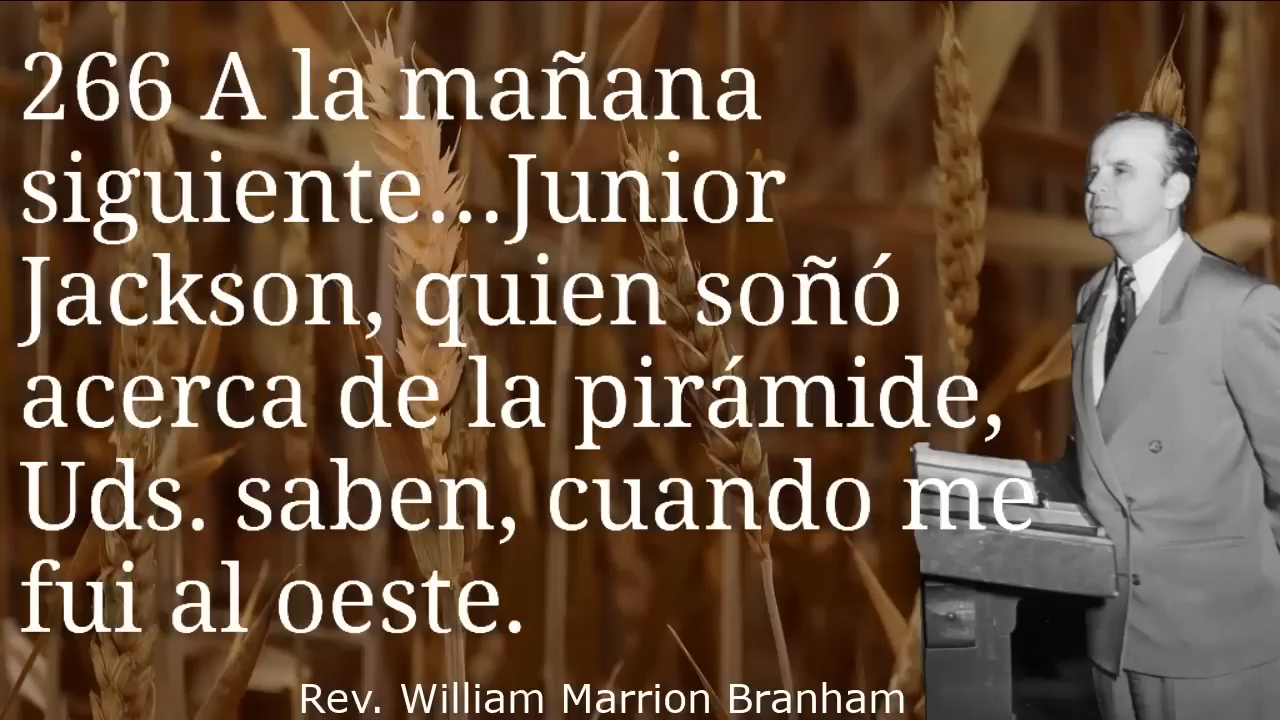 266 A la mañana
siguiente...Junior
Jackson, quien soñó
acerca de la pirámide,
Uds. saben, cuando me
fui al oeste.
Rev. William Marrion Branham